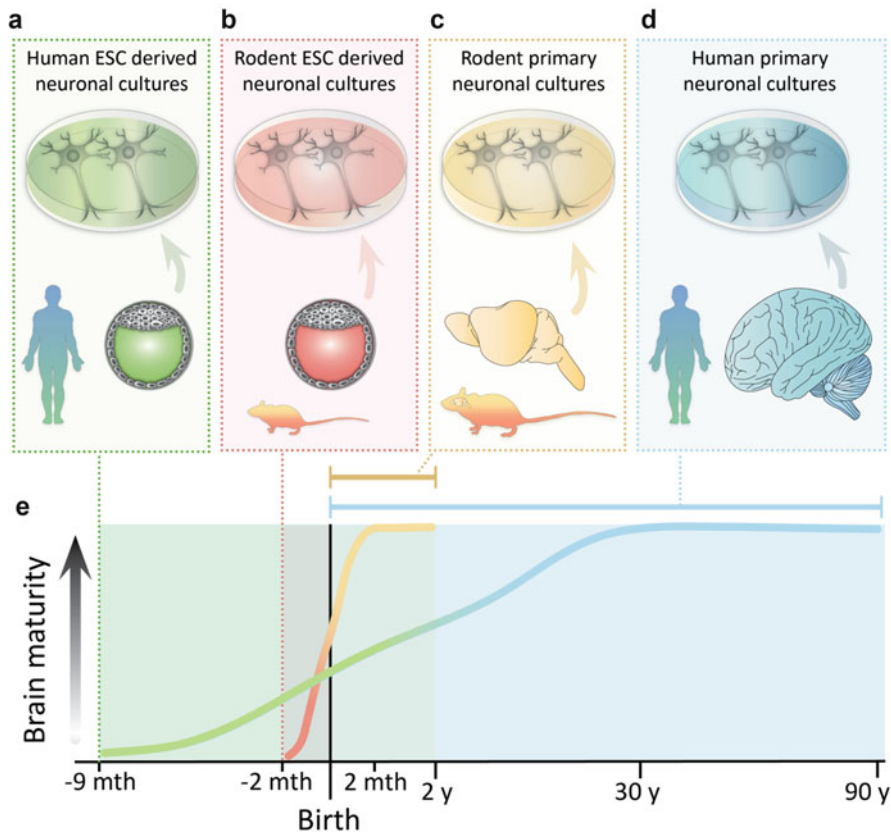 a
Human ESC derived
neuronal cultures
b
Rodent ESC derived
neuronal cultures
c
Rodent primary
neuronal cultures
d
Human primary
neuronal cultures
e
Brain maturity
-9 mth
-2 mth
2 mth
2 y
30 y
90 y
Birth